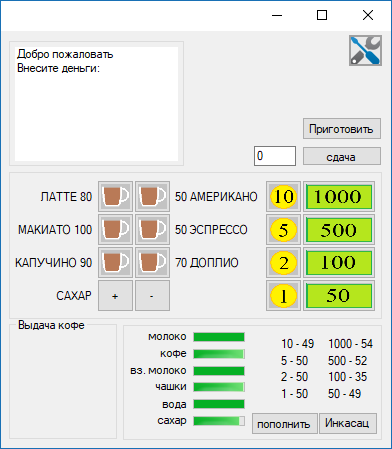 Добро пожаловать
Внесите деньги:
Приготовить
0 сдача
ЛАТТЕ 80 50 АМЕРИКАНО 10 1000
МАКИАТО 100 50 ЭСПРЕССО 5 500
КАПУЧИНО 90 70 ДОПЛИО 2 100
САХАР + - 1 50
Выдача кофе
молоко
кофе
вз. молоко
чашки
вода
сахар
10 - 49 1000 - 54
5 - 50 500 - 52
2 - 50 100 - 35
1 - 50 50 - 49
пополнить Инкасац